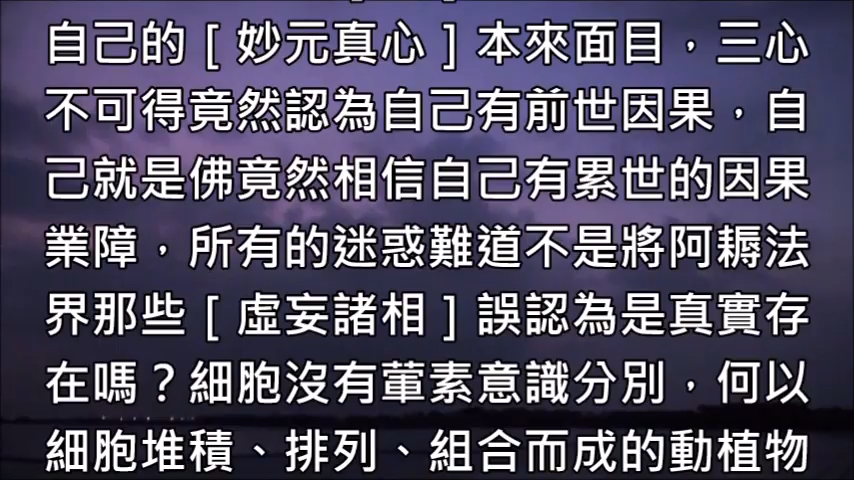 自己的［妙元真心］本來面目，三心
不可得竟然認為自己有前世因果，自
己就是佛竟然相信自己有累世的因果
業障，所有的迷惑難道不是將阿耨法
界那些［虛妄諸相］誤認為是真實存
在嗎？細胞沒有葷素意識分別，何以
細胞堆積、排列、組合而成的動植物